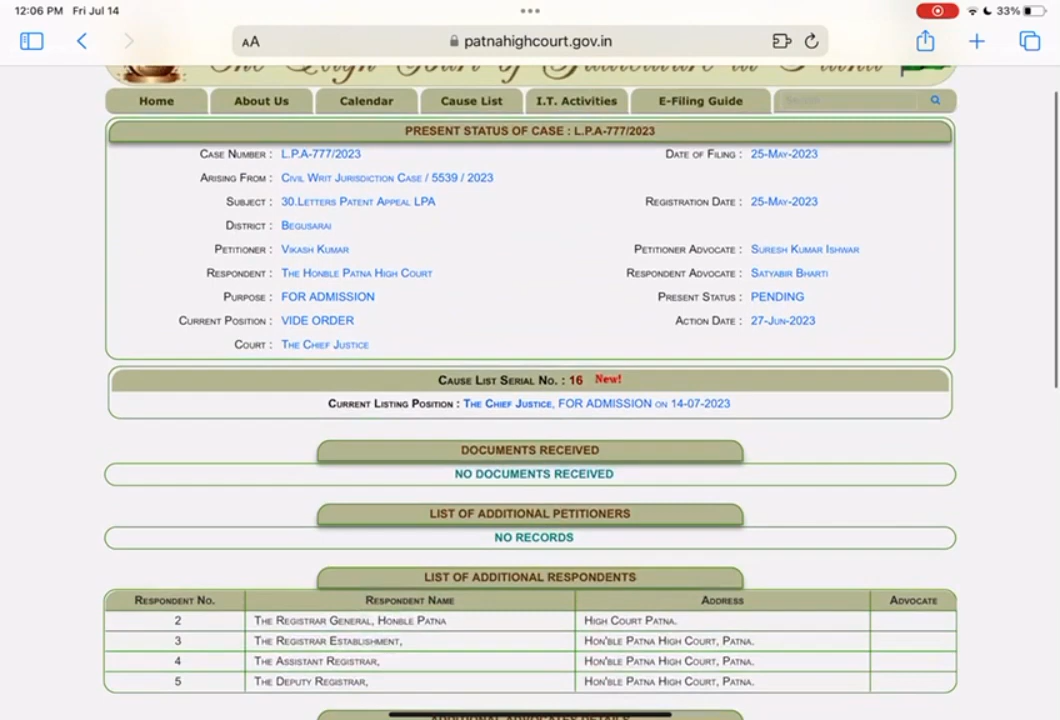 12:06 PM Fri Jul 14
33%
AA
patnahighcourt.gov.in
Home About Us Calendar Cause List I.T. Activities E-Filing Guide Search
PRESENT STATUS OF CASE : L.P.A-777/2023
CASE NUMBER : L.P.A-777/2023 DATE OF FILING : 25-MAY-2023
ARISING FROM : CIVIL WRIT JURISDICTION CASE / 5539 / 2023
SUBJECT : 30.LETTERS PATENT APPEAL LPA REGISTRATION DATE : 25-MAY-2023
DISTRICT : BEGUSARAI
PETITIONER : VIKASH KUMAR PETITIONER ADVOCATE : SURESH KUMAR ISHWAR
RESPONDENT : THE HONBLE PATNA HIGH COURT RESPONDENT ADVOCATE : SATYABIR BHARTI
PURPOSE : FOR ADMISSION PRESENT STATUS : PENDING
CURRENT POSITION : VIDE ORDER ACTION DATE : 27-JUN-2023
COURT : THE CHIEF JUSTICE
CAUSE LIST SERIAL NO. : 16 New!
CURRENT LISTING POSITION : THE CHIEF JUSTICE, FOR ADMISSION ON 14-07-2023
DOCUMENTS RECEIVED
NO DOCUMENTS RECEIVED
LIST OF ADDITIONAL PETITIONERS
NO RECORDS
LIST OF ADDITIONAL RESPONDENTS
RESPONDENT NO. RESPONDENT NAME ADDRESS ADVOCATE
2 THE REGISTRAR GENERAL, HONBLE PATNA HIGH COURT PATNA.
3 THE REGISTRAR ESTABLISHMENT, HON'BLE PATNA HIGH COURT, PATNA.
4 THE ASSISTANT REGISTRAR, HON'BLE PATNA HIGH COURT, PATNA.
5 THE DEPUTY REGISTRAR, HON'BLE PATNA HIGH COURT, PATNA.